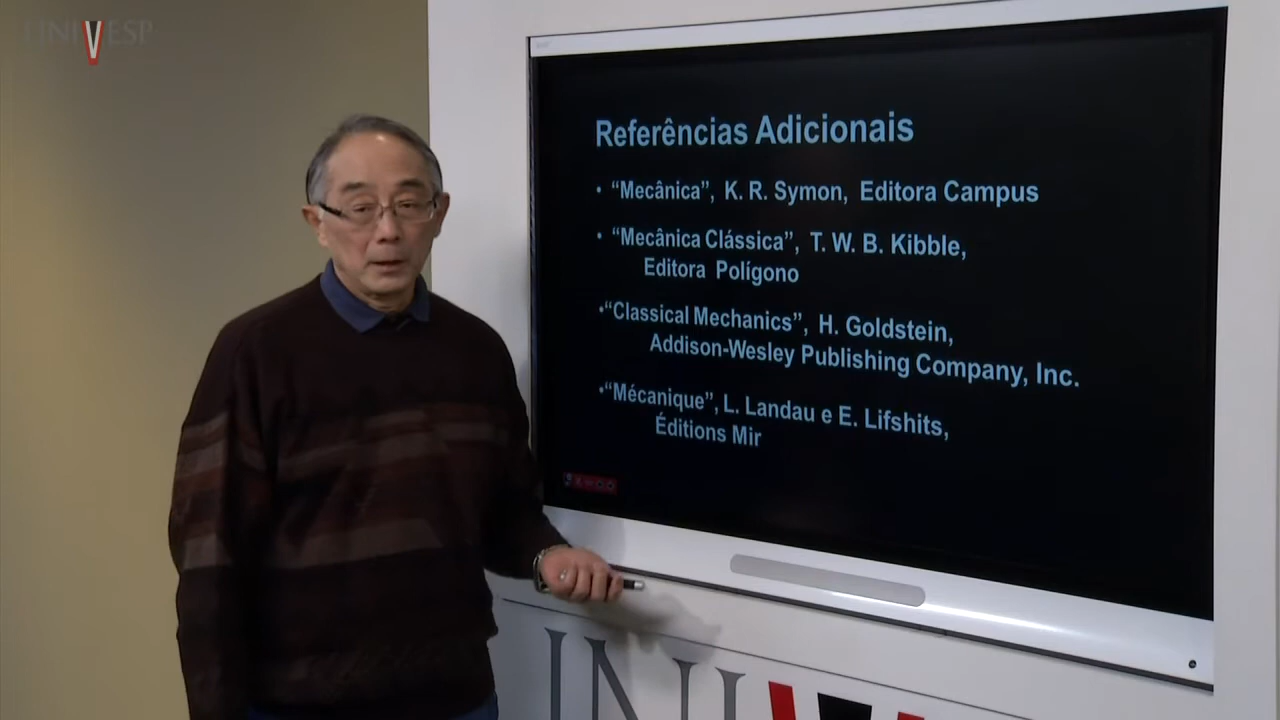 UNIVESP
Referências Adicionais
• “Mecânica”, K. R. Symon, Editora Campus
• “Mecânica Clássica”, T. W. B. Kibble,
Editora Polígono
•“Classical Mechanics”, H. Goldstein,
Addison-Wesley Publishing Company, Inc.
•“Mécanique”, L. Landau e E. Lifshits,
Éditions Mir
UNIV